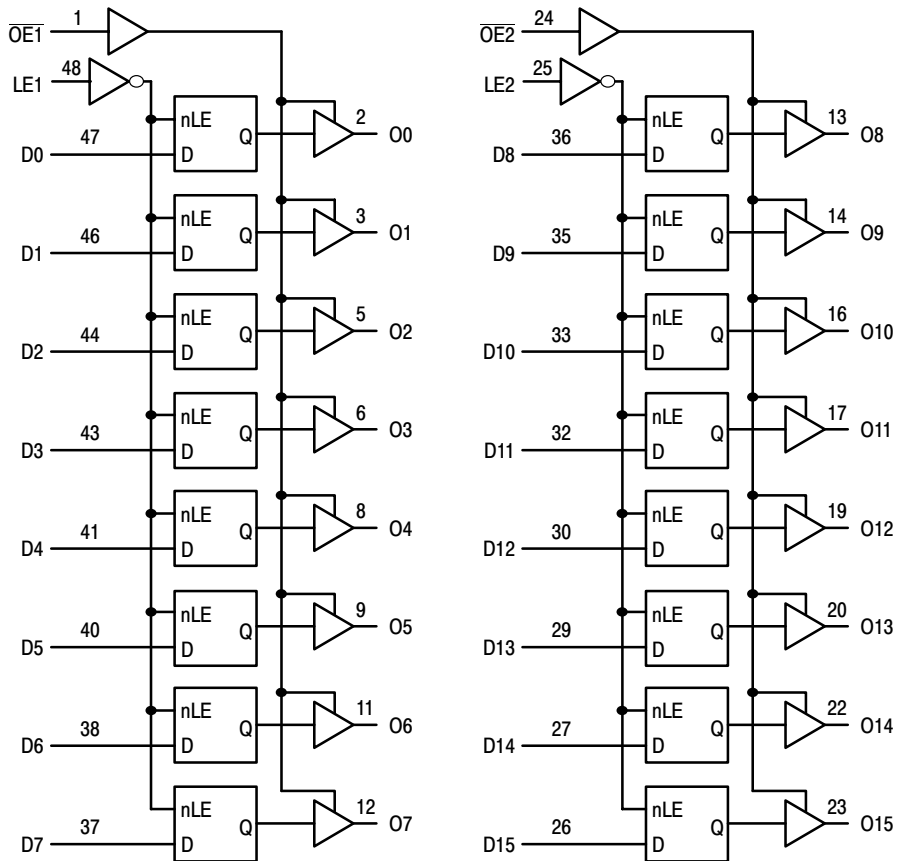 O̅E̅1̅ 1
LE1 48
nLE Q 2 O0
D0 47 D
nLE Q 3 O1
D1 46 D
nLE Q 5 O2
D2 44 D
nLE Q 6 O3
D3 43 D
nLE Q 8 O4
D4 41 D
nLE Q 9 O5
D5 40 D
nLE Q 11 O6
D6 38 D
nLE Q 12 O7
D7 37 D
O̅E̅2̅ 24
LE2 25
nLE Q 13 O8
D8 36 D
nLE Q 14 O9
D9 35 D
nLE Q 16 O10
D10 33 D
nLE Q 17 O11
D11 32 D
nLE Q 19 O12
D12 30 D
nLE Q 20 O13
D13 29 D
nLE Q 22 O14
D14 27 D
nLE Q 23 O15
D15 26 D